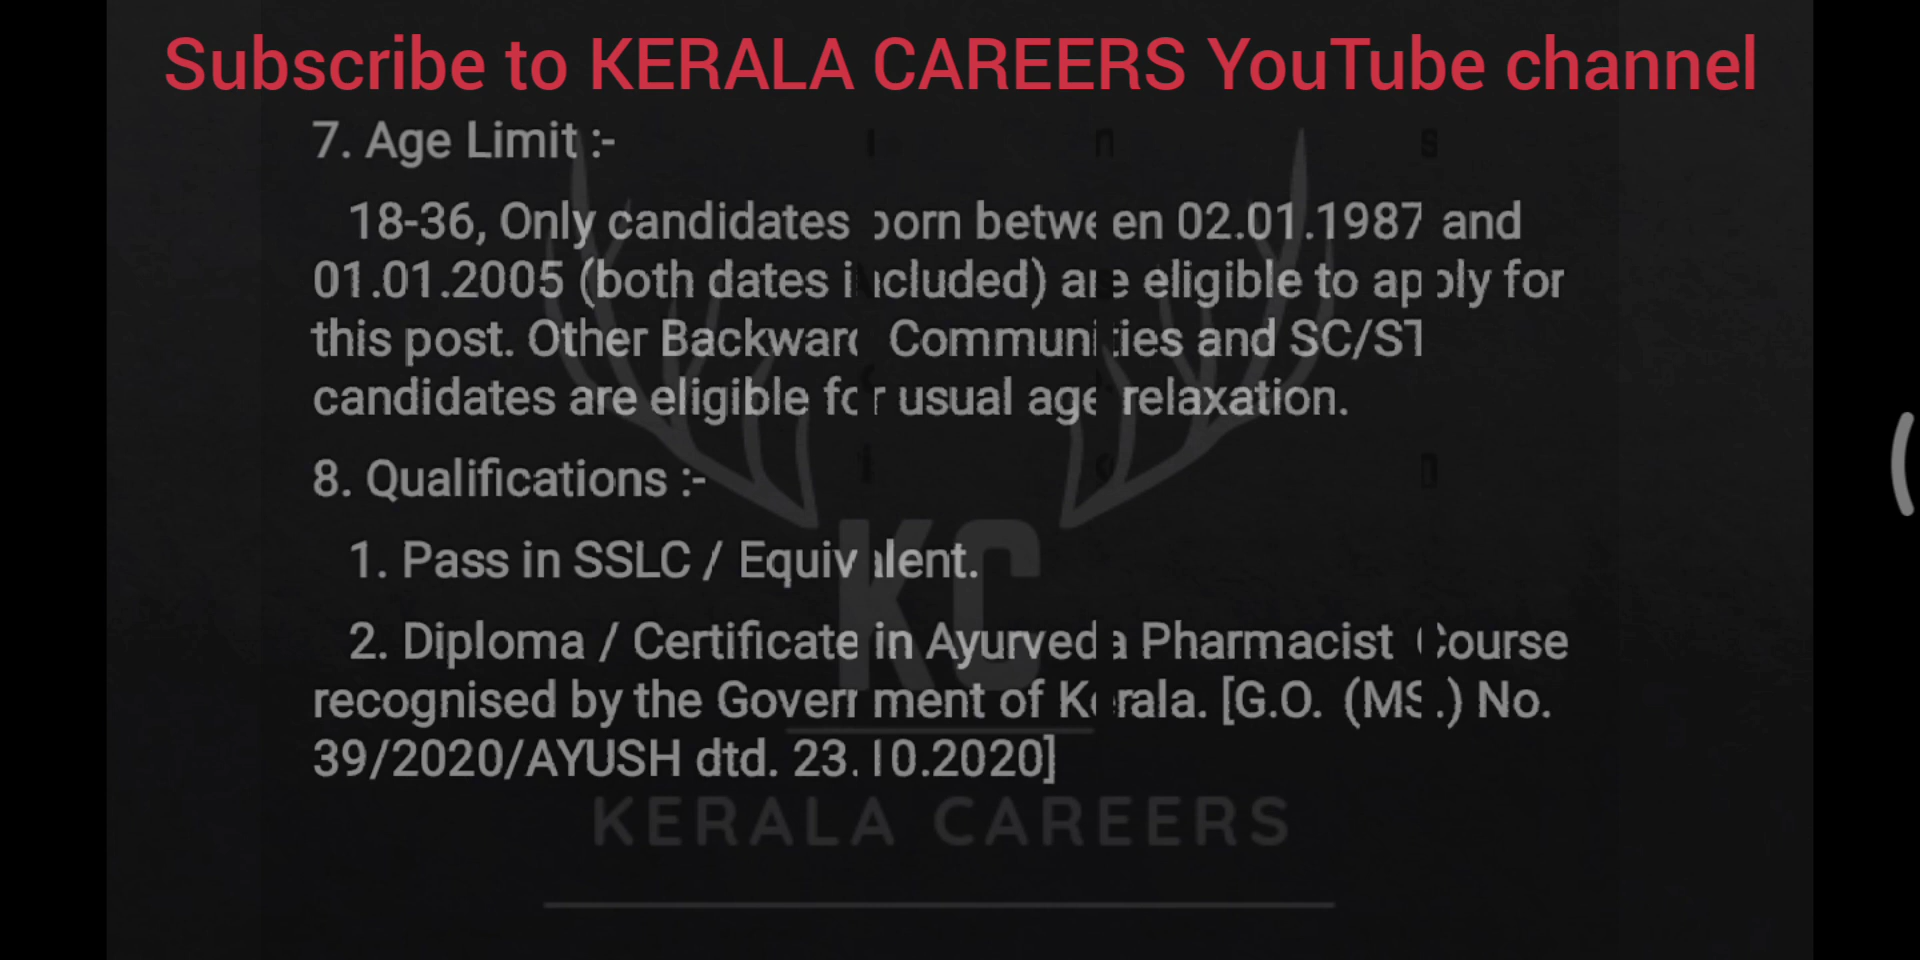 Subscribe to KERALA CAREERS YouTube channel
7. Age Limit :-
18-36, Only candidates born between 02.01.1987 and
01.01.2005 (both dates included) are eligible to apply for
this post. Other Backward Communities and SC/ST
candidates are eligible for usual age relaxation.
8. Qualifications :-
1. Pass in SSLC / Equivalent.
2. Diploma / Certificate in Ayurveda Pharmacist Course
recognised by the Government of Kerala. [G.O. (MS.) No.
39/2020/AYUSH dtd. 23.10.2020]
KC
KERALA CAREERS